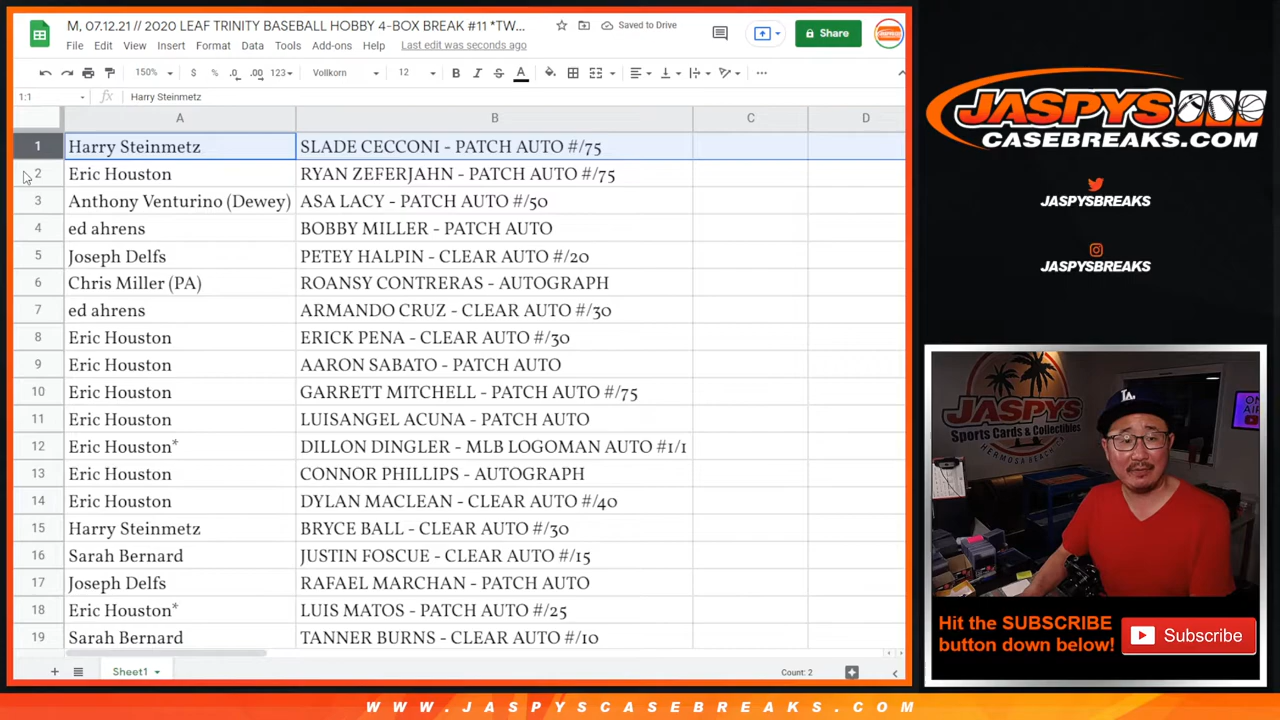 M, 07.12.21 // 2020 LEAF TRINITY BASEBALL HOBBY 4-BOX BREAK #11 *TW...
Saved to Drive
Share
File Edit View Insert Format Data Tools Add-ons Help Last edit was seconds ago
150% $ % .0 .00 123 Vollkorn 12 B I S A
1:1 fx Harry Steinmetz
A B C D
1 Harry Steinmetz SLADE CECCONI - PATCH AUTO #/75
2 Eric Houston RYAN ZEFERJAHN - PATCH AUTO #/75
3 Anthony Venturino (Dewey) ASA LACY - PATCH AUTO #/50
4 ed ahrens BOBBY MILLER - PATCH AUTO
5 Joseph Delfs PETEY HALPIN - CLEAR AUTO #/20
6 Chris Miller (PA) ROANSY CONTRERAS - AUTOGRAPH
7 ed ahrens ARMANDO CRUZ - CLEAR AUTO #/30
8 Eric Houston ERICK PENA - CLEAR AUTO #/30
9 Eric Houston AARON SABATO - PATCH AUTO
10 Eric Houston GARRETT MITCHELL - PATCH AUTO #/75
11 Eric Houston LUISANGEL ACUNA - PATCH AUTO
12 Eric Houston* DILLON DINGLER - MLB LOGOMAN AUTO #1/1
13 Eric Houston CONNOR PHILLIPS - AUTOGRAPH
14 Eric Houston DYLAN MACLEAN - CLEAR AUTO #/40
15 Harry Steinmetz BRYCE BALL - CLEAR AUTO #/30
16 Sarah Bernard JUSTIN FOSCUE - CLEAR AUTO #/15
17 Joseph Delfs RAFAEL MARCHAN - PATCH AUTO
18 Eric Houston* LUIS MATOS - PATCH AUTO #/25
19 Sarah Bernard TANNER BURNS - CLEAR AUTO #/10
Sheet1
Count: 2
JASPYS
CASEBREAKS.COM
JASPYSBREAKS
JASPYSBREAKS
JASPYS
Sports Cards & Collectibles
HERMOSA BEACH
LA
ON
AIR
Hit the SUBSCRIBE
button down below!
Subscribe
WWW.JASPYSCASEBREAKS.COM